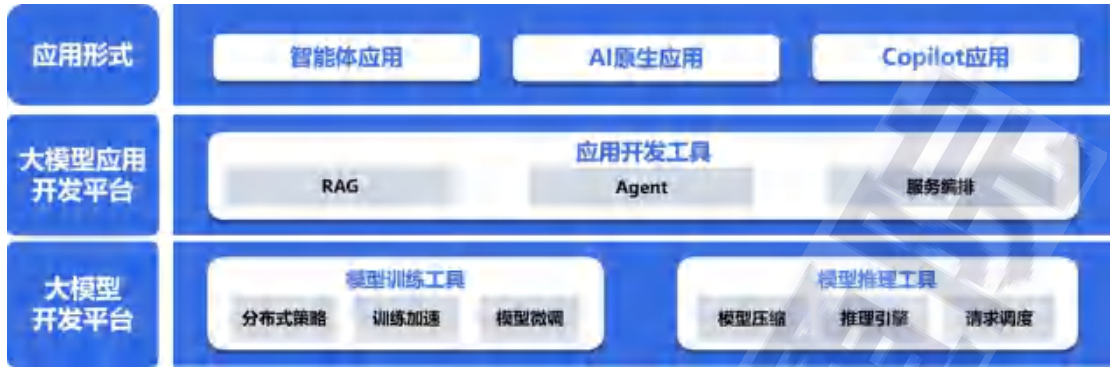 应用形式
智能体应用
AI原生应用
Copilot应用
大模型应用
开发平台
应用开发工具
RAG
Agent
服务编排
大模型
开发平台
模型训练工具
分布式策略
训练加速
模型微调
模型推理工具
模型压缩
推理引擎
请求调度